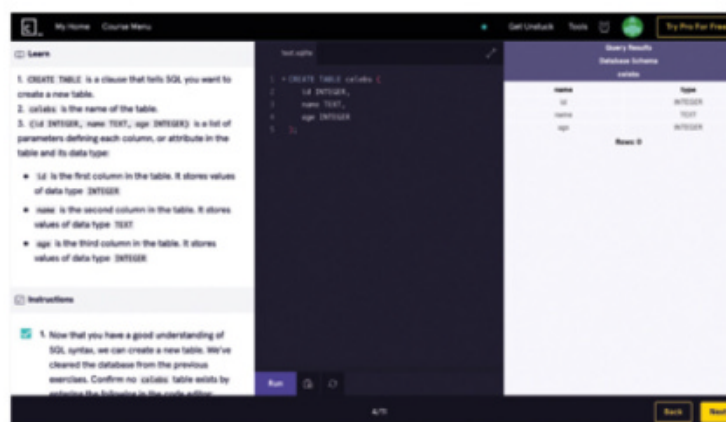 My Home Course Menu
Get Unstuck Tools
Try Pro For Free
Learn
1. CREATE TABLE is a clause that tells SQL you want to
create a new table.
2. celebs is the name of the table.
3. (id INTEGER, name TEXT, age INTEGER) is a list of
parameters defining each column, or attribute in the
table and its data type:
id is the first column in the table. It stores values
of data type INTEGER
name is the second column in the table. It stores
values of data type TEXT
age is the third column in the table. It stores
values of data type INTEGER
Instructions
1. Now that you have a good understanding of
SQL syntax, we can create a new table. We've
cleared the database from the previous
exercises. Confirm no celebs table exists by
entering the following in the code editor:
test.sqlite
1 CREATE TABLE celebs (
2 id INTEGER,
3 name TEXT,
4 age INTEGER
5 );
Run
Query Results
Database Schema
celebs
name type
id INTEGER
name TEXT
age INTEGER
Rows: 0
4/11
Back
Next